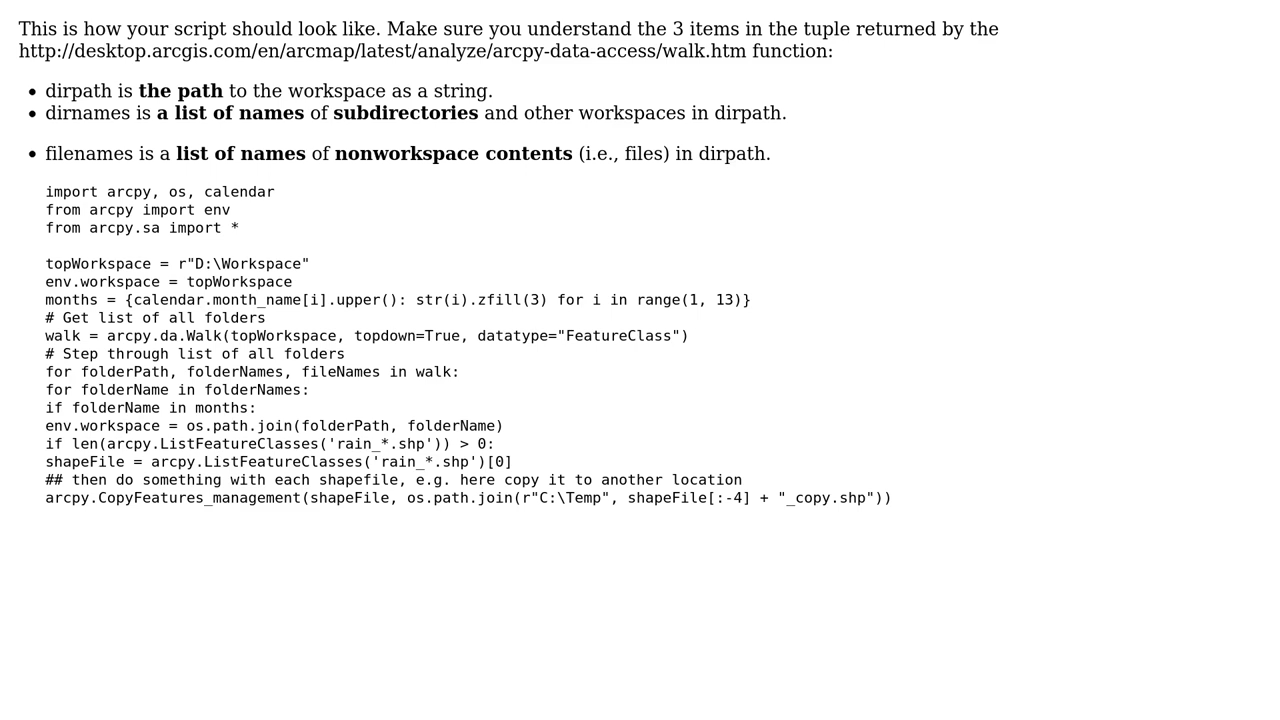 This is how your script should look like. Make sure you understand the 3 items in the tuple returned by the
http://desktop.arcgis.com/en/arcmap/latest/analyze/arcpy-data-access/walk.htm function:
• dirpath is the path to the workspace as a string.
• dirnames is a list of names of subdirectories and other workspaces in dirpath.
• filenames is a list of names of nonworkspace contents (i.e., files) in dirpath.
import arcpy, os, calendar
from arcpy import env
from arcpy.sa import *
topWorkspace = r"D:\Workspace"
env.workspace = topWorkspace
months = {calendar.month_name[i].upper(): str(i).zfill(3) for i in range(1, 13)}
# Get list of all folders
walk = arcpy.da.Walk(topWorkspace, topdown=True, datatype="FeatureClass")
# Step through list of all folders
for folderPath, folderNames, fileNames in walk:
for folderName in folderNames:
if folderName in months:
env.workspace = os.path.join(folderPath, folderName)
if len(arcpy.ListFeatureClasses('rain_*.shp')) > 0:
shapeFile = arcpy.ListFeatureClasses('rain_*.shp')[0]
## then do something with each shapefile, e.g. here copy it to another location
arcpy.CopyFeatures_management(shapeFile, os.path.join(r"C:\Temp", shapeFile[:-4] + "_copy.shp"))